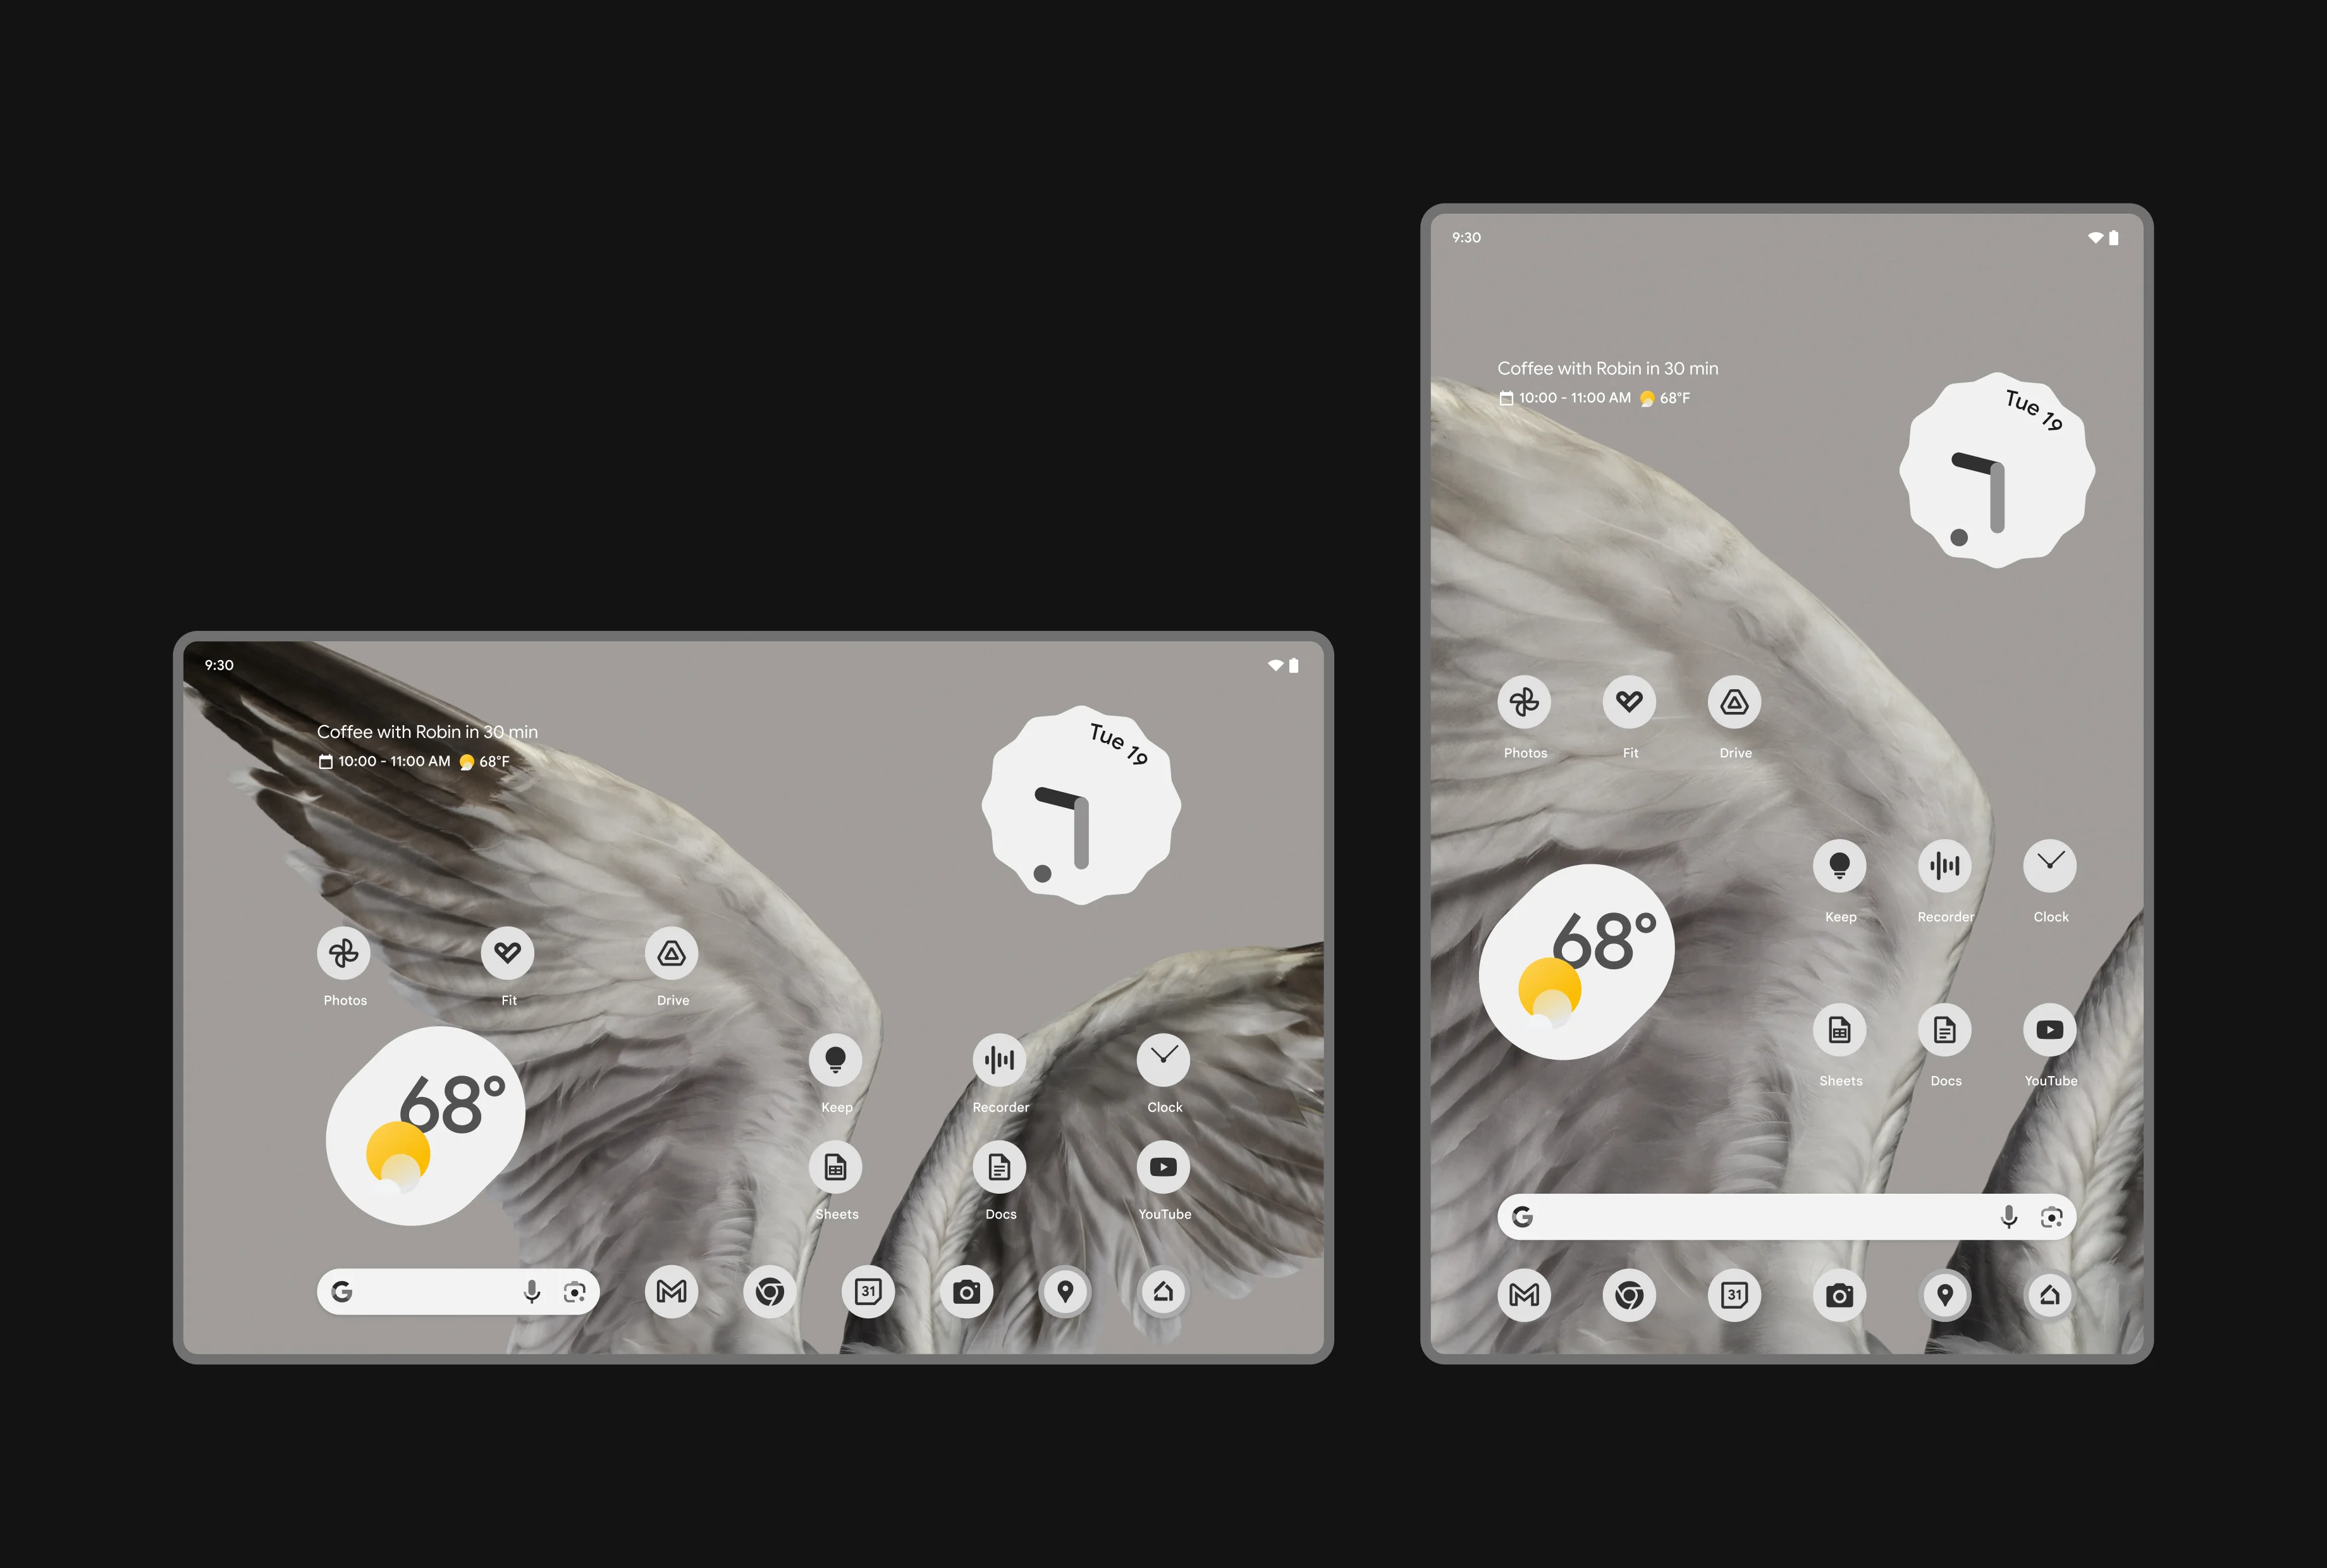 9:30
Coffee with Robin in 30 min
10:00 - 11:00 AM 68°F
Tue 19
Photos Fit Drive
68°
Keep Recorder Clock
Sheets Docs YouTube
G
31
9:30
Coffee with Robin in 30 min
10:00 - 11:00 AM 68°F
Tue 19
Photos Fit Drive
Keep Recorder Clock
68°
Sheets Docs YouTube
G
31